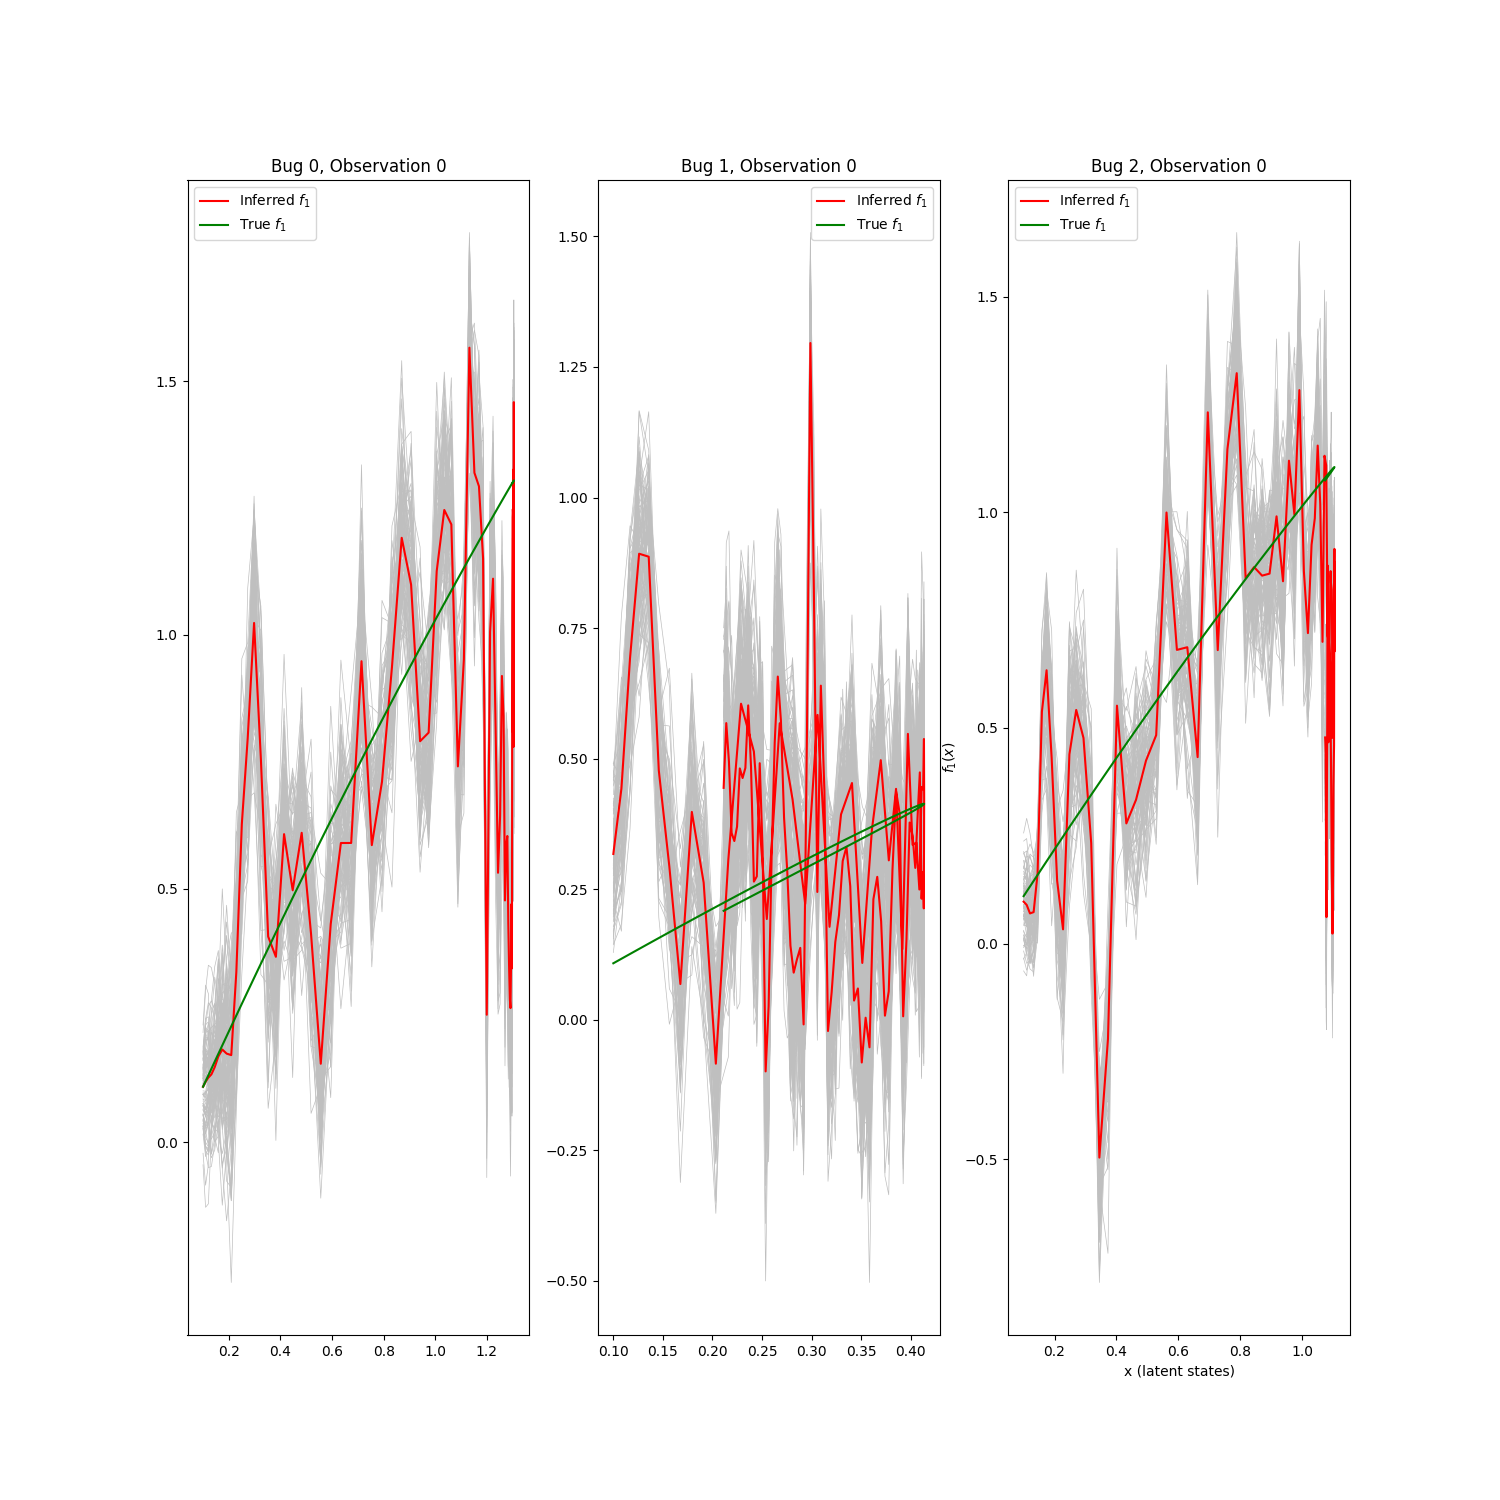 Bug 0, Observation 0
Inferred f₁
True f₁
1.5
1.0
0.5
0.0
0.2 0.4 0.6 0.8 1.0 1.2
Bug 1, Observation 0
Inferred f₁
True f₁
1.50
1.25
1.00
0.75
0.50
0.25
0.00
−0.25
−0.50
0.10 0.15 0.20 0.25 0.30 0.35 0.40
Bug 2, Observation 0
Inferred f₁
True f₁
f₁(x)
1.5
1.0
0.5
0.0
−0.5
0.2 0.4 0.6 0.8 1.0
x (latent states)